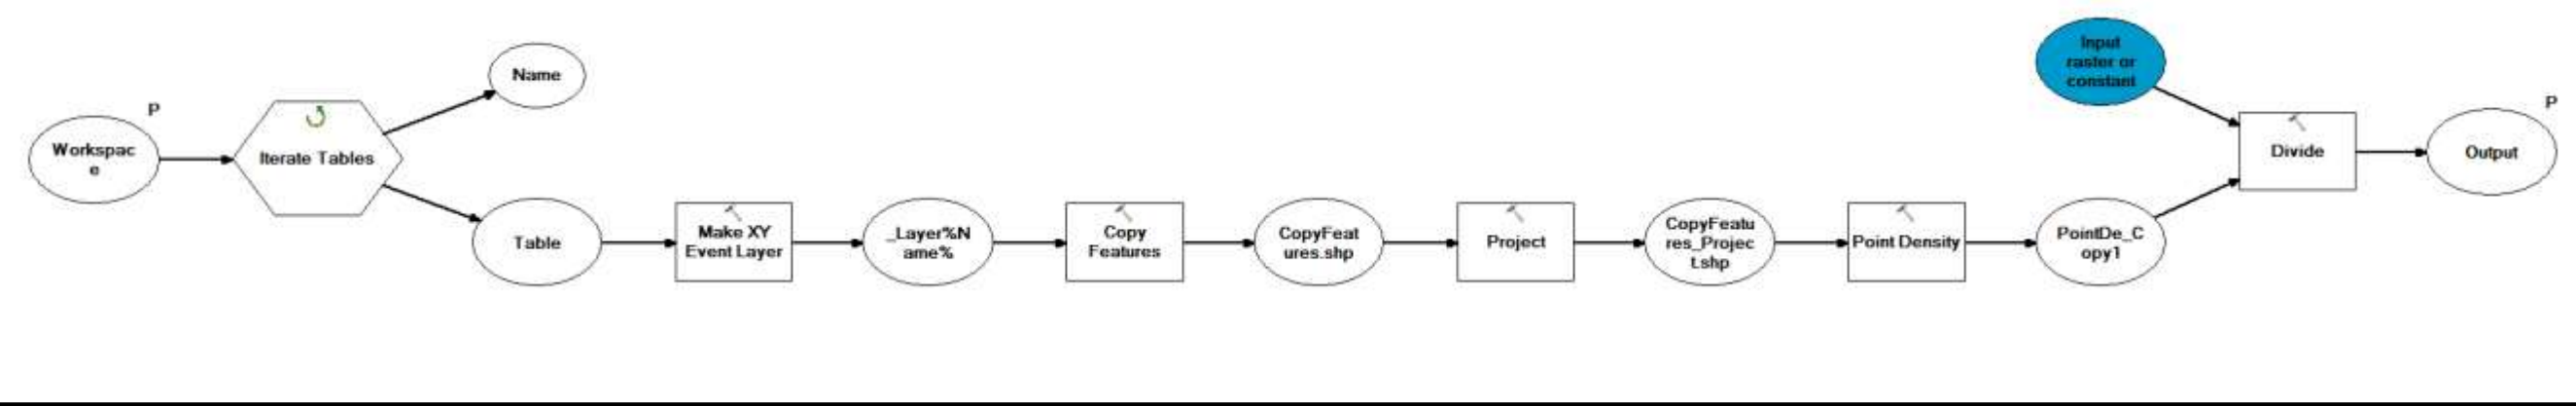 P
Workspac
e
Iterate Tables
Name
Table
Make XY
Event Layer
_Layer%N
ame%
Copy
Features
CopyFeat
ures.shp
Project
CopyFeatu
res_Projec
t.shp
Point Density
PointDe_C
opy1
Input
raster or
constant
Divide
P
Output